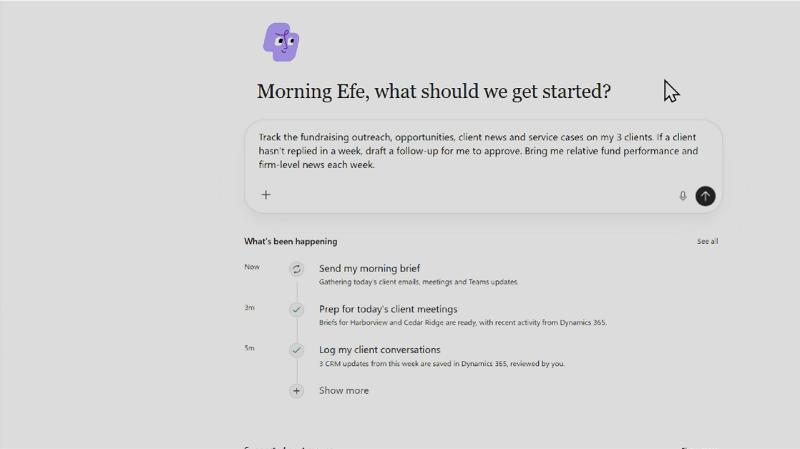 Morning Efe, what should we get started?
Track the fundraising outreach, opportunities, client news and service cases on my 3 clients. If a client
hasn't replied in a week, draft a follow-up for me to approve. Bring me relative fund performance and
firm-level news each week.
What's been happening
See all
Now
Send my morning brief
Gathering today's client emails, meetings and Teams updates.
3m
Prep for today's client meetings
Briefs for Harborview and Cedar Ridge are ready, with recent activity from Dynamics 365.
5m
Log my client conversations
3 CRM updates from this week are saved in Dynamics 365, reviewed by you.
Show more